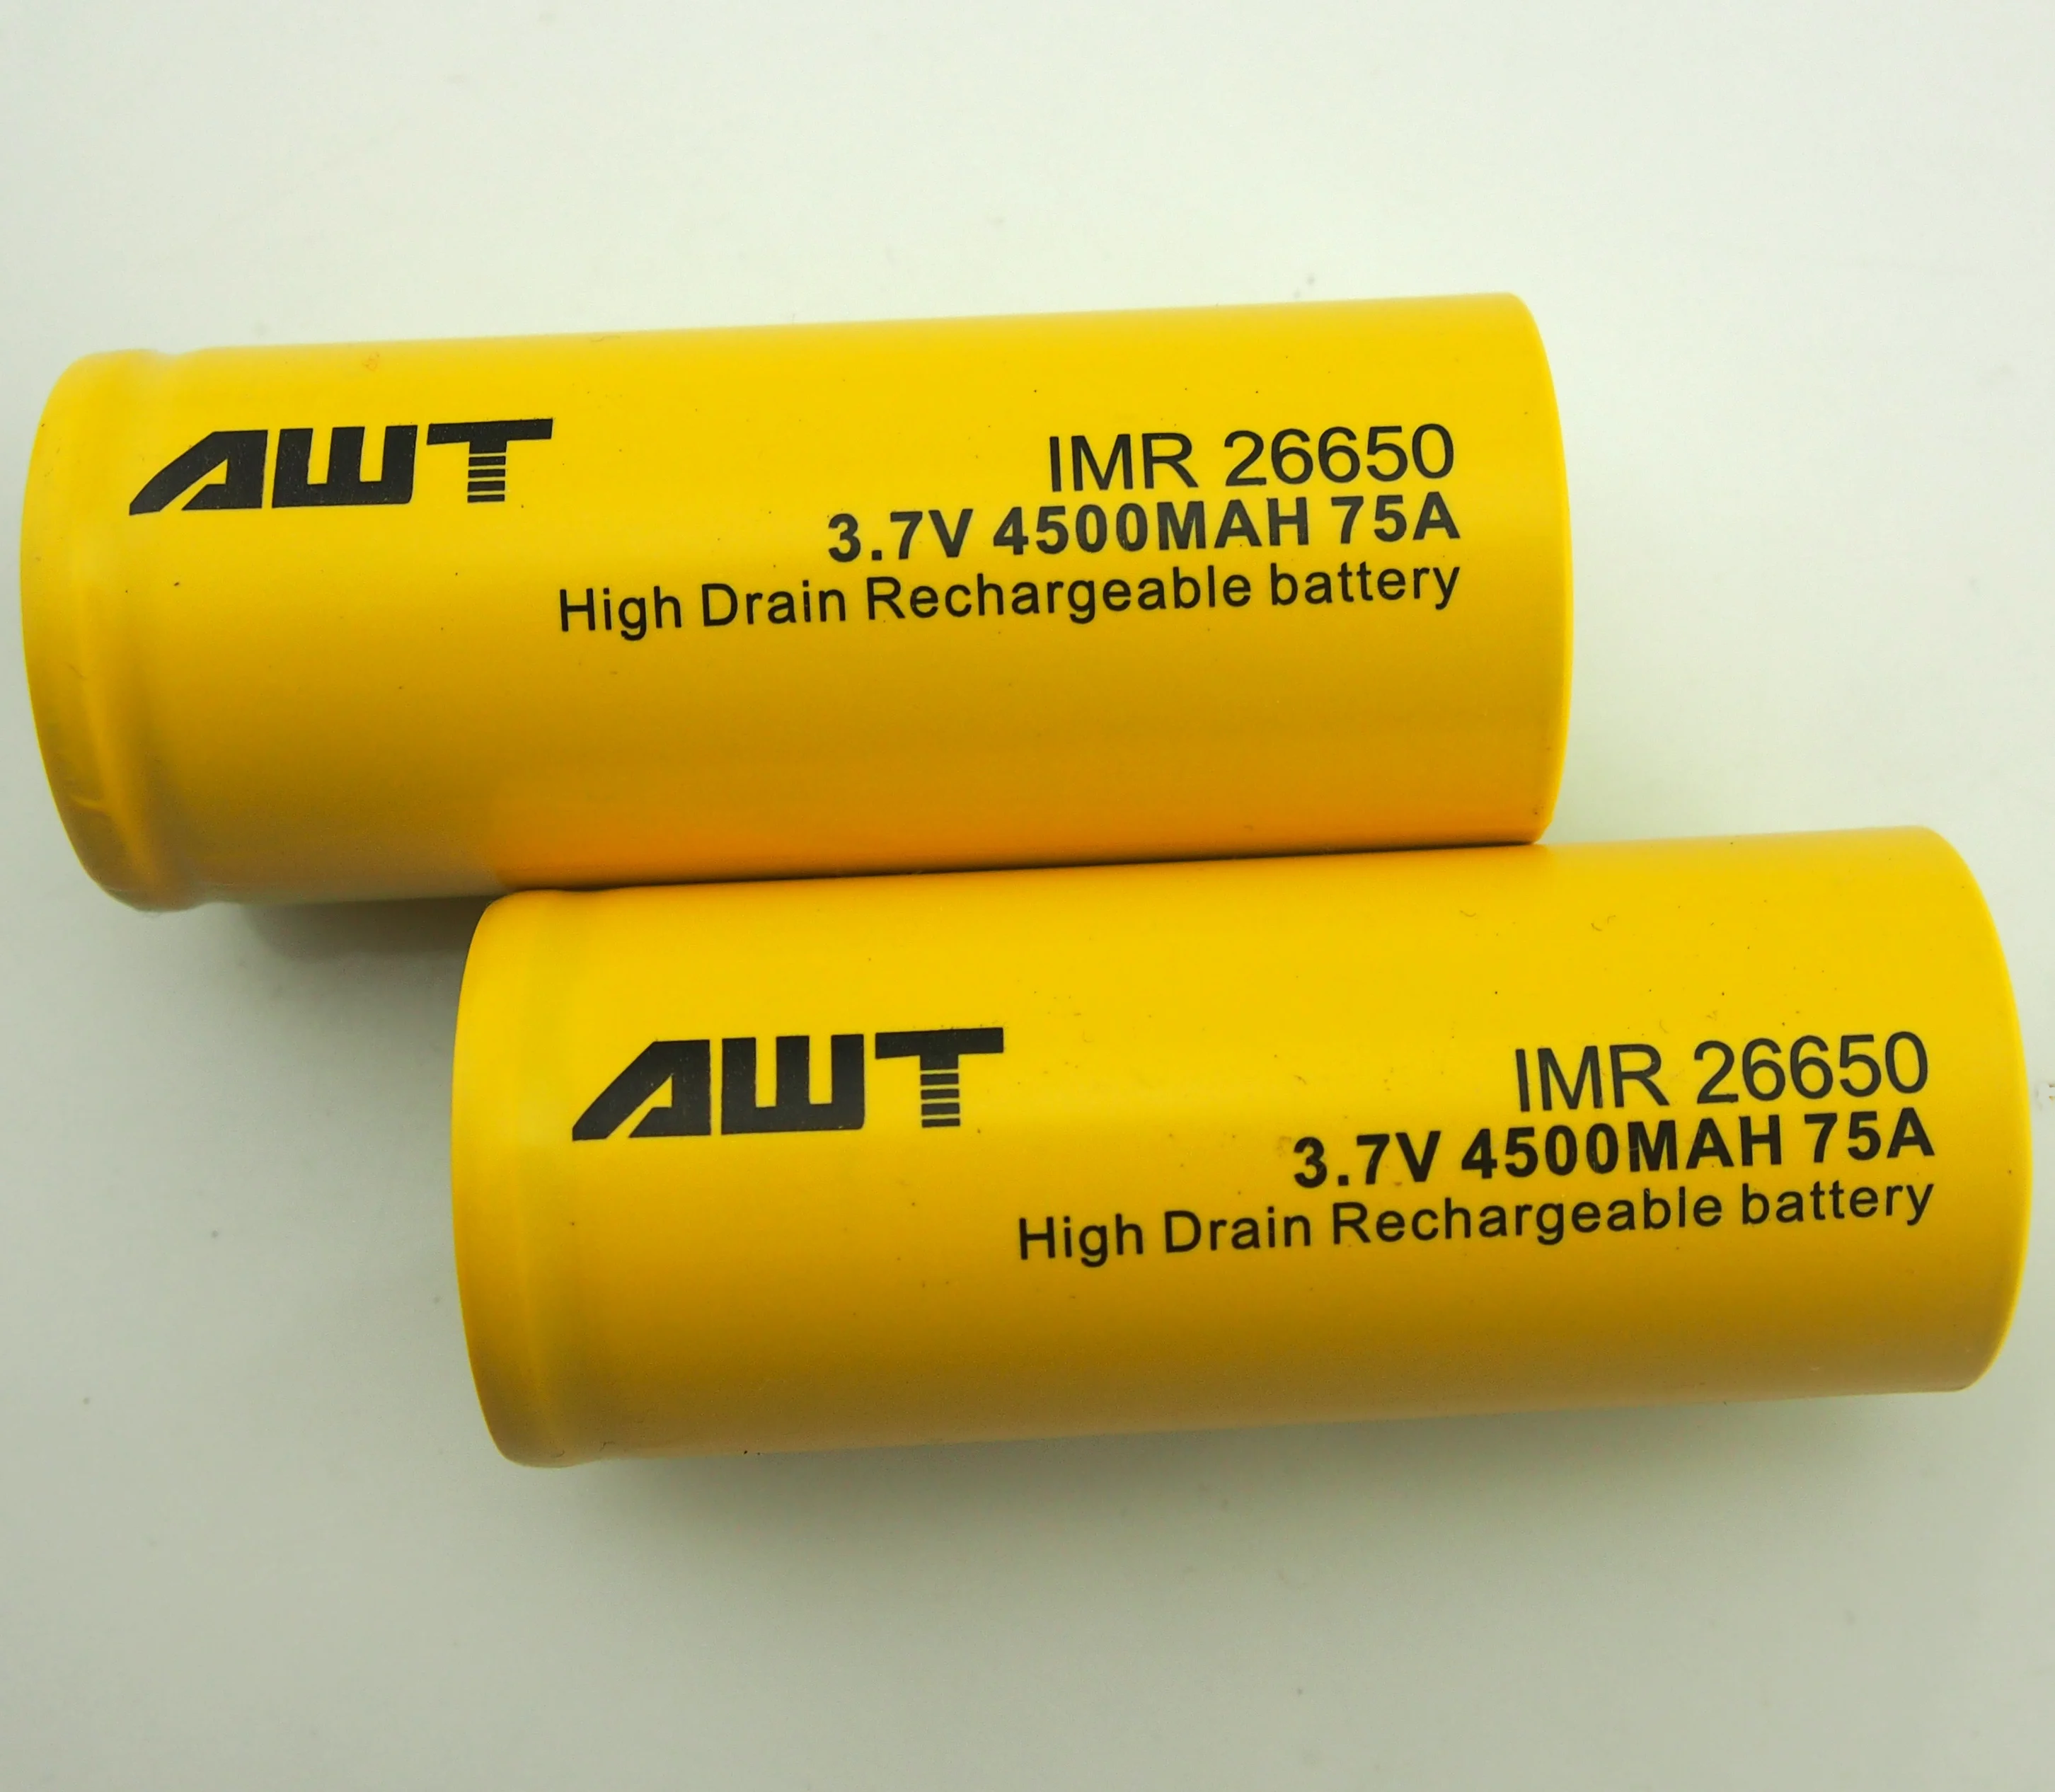 AWT
IMR 26650
3.7V 4500MAH 75A
High Drain Rechargeable battery
AWT
IMR 26650
3.7V 4500MAH 75A
High Drain Rechargeable battery